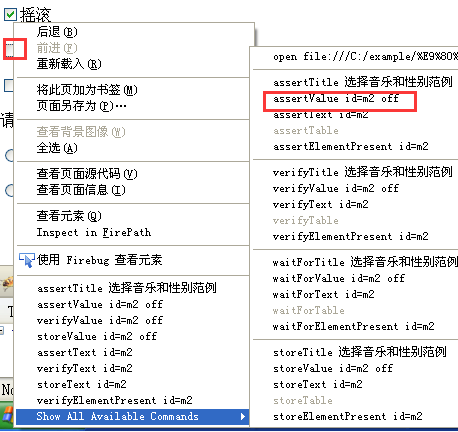 摇滚
后退(B)
前进(F)
重新载入(R)
将此页加为书签(M)
页面另存为(P)…
查看背景图像(W)
全选(A)
查看页面源代码(V)
查看页面信息(I)
查看元素(Q)
Inspect in FirePath
使用 Firebug 查看元素
assertTitle 选择音乐和性别范例
assertValue id=m2 off
verifyValue id=m2 off
storeValue id=m2 off
assertText id=m2
verifyText id=m2
storeText id=m2
verifyElementPresent id=m2
Show All Available Commands
open file:///C:/example/%E9%80%
assertTitle 选择音乐和性别范例
assertValue id=m2 off
assertText id=m2
assertTable
assertElementPresent id=m2
verifyTitle 选择音乐和性别范例
verifyValue id=m2 off
verifyText id=m2
verifyTable
verifyElementPresent id=m2
waitForTitle 选择音乐和性别范例
waitForValue id=m2 off
waitForText id=m2
waitForTable
waitForElementPresent id=m2
storeTitle 选择音乐和性别范例
storeValue id=m2 off
storeText id=m2
storeTable
storeElementPresent id=m2
请
T
No